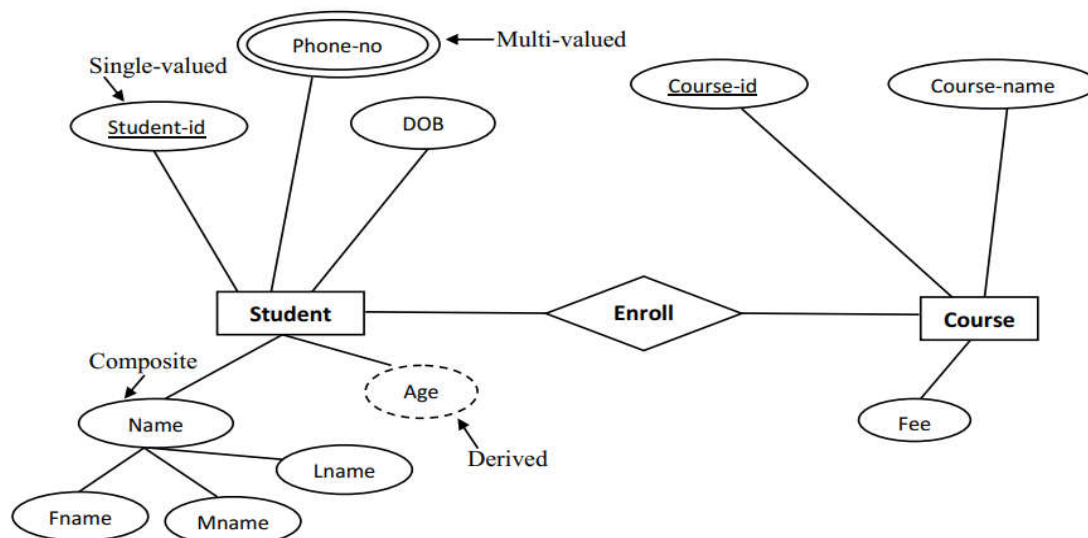 Phone-no
Multi-valued
Single-valued
Student-id
DOB
Course-id
Course-name
Student
Enroll
Course
Composite
Name
Age
Derived
Fee
Lname
Fname
Mname